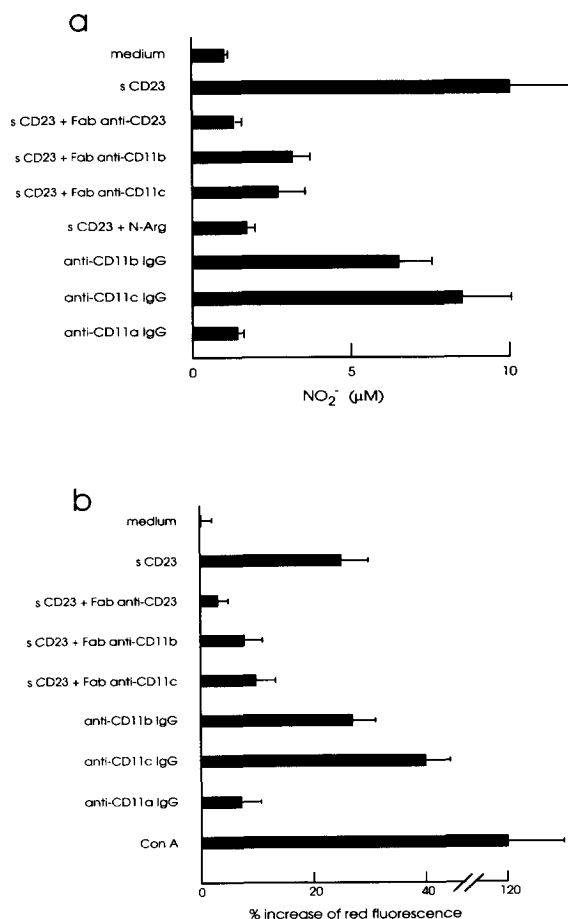 a
medium
s CD23
s CD23 + Fab anti-CD23
s CD23 + Fab anti-CD11b
s CD23 + Fab anti-CD11c
s CD23 + N-Arg
anti-CD11b IgG
anti-CD11c IgG
anti-CD11a IgG
0 5 10
NO₂⁻ (μM)
b
medium
s CD23
s CD23 + Fab anti-CD23
s CD23 + Fab anti-CD11b
s CD23 + Fab anti-CD11c
anti-CD11b IgG
anti-CD11c IgG
anti-CD11a IgG
Con A
0 20 40 120
% increase of red fluorescence